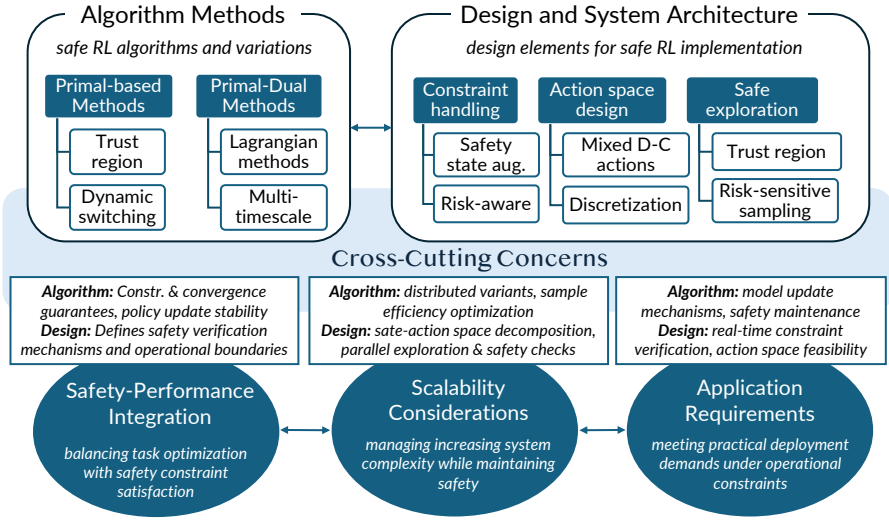 Algorithm Methods
safe RL algorithms and variations
Primal-based
Methods
Trust
region
Dynamic
switching
Primal-Dual
Methods
Lagrangian
methods
Multi-
timescale
Design and System Architecture
design elements for safe RL implementation
Constraint
handling
Safety
state aug.
Risk-aware
Action space
design
Mixed D-C
actions
Discretization
Safe
exploration
Trust region
Risk-sensitive
sampling
Cross-Cutting Concerns
Algorithm: Constr. & convergence
guarantees, policy update stability
Design: Defines safety verification
mechanisms and operational boundaries
Safety-Performance
Integration
balancing task optimization
with safety constraint
satisfaction
Algorithm: distributed variants, sample
efficiency optimization
Design: sate-action space decomposition,
parallel exploration & safety checks
Scalability
Considerations
managing increasing system
complexity while maintaining
safety
Algorithm: model update
mechanisms, safety maintenance
Design: real-time constraint
verification, action space feasibility
Application
Requirements
meeting practical deployment
demands under operational
constraints